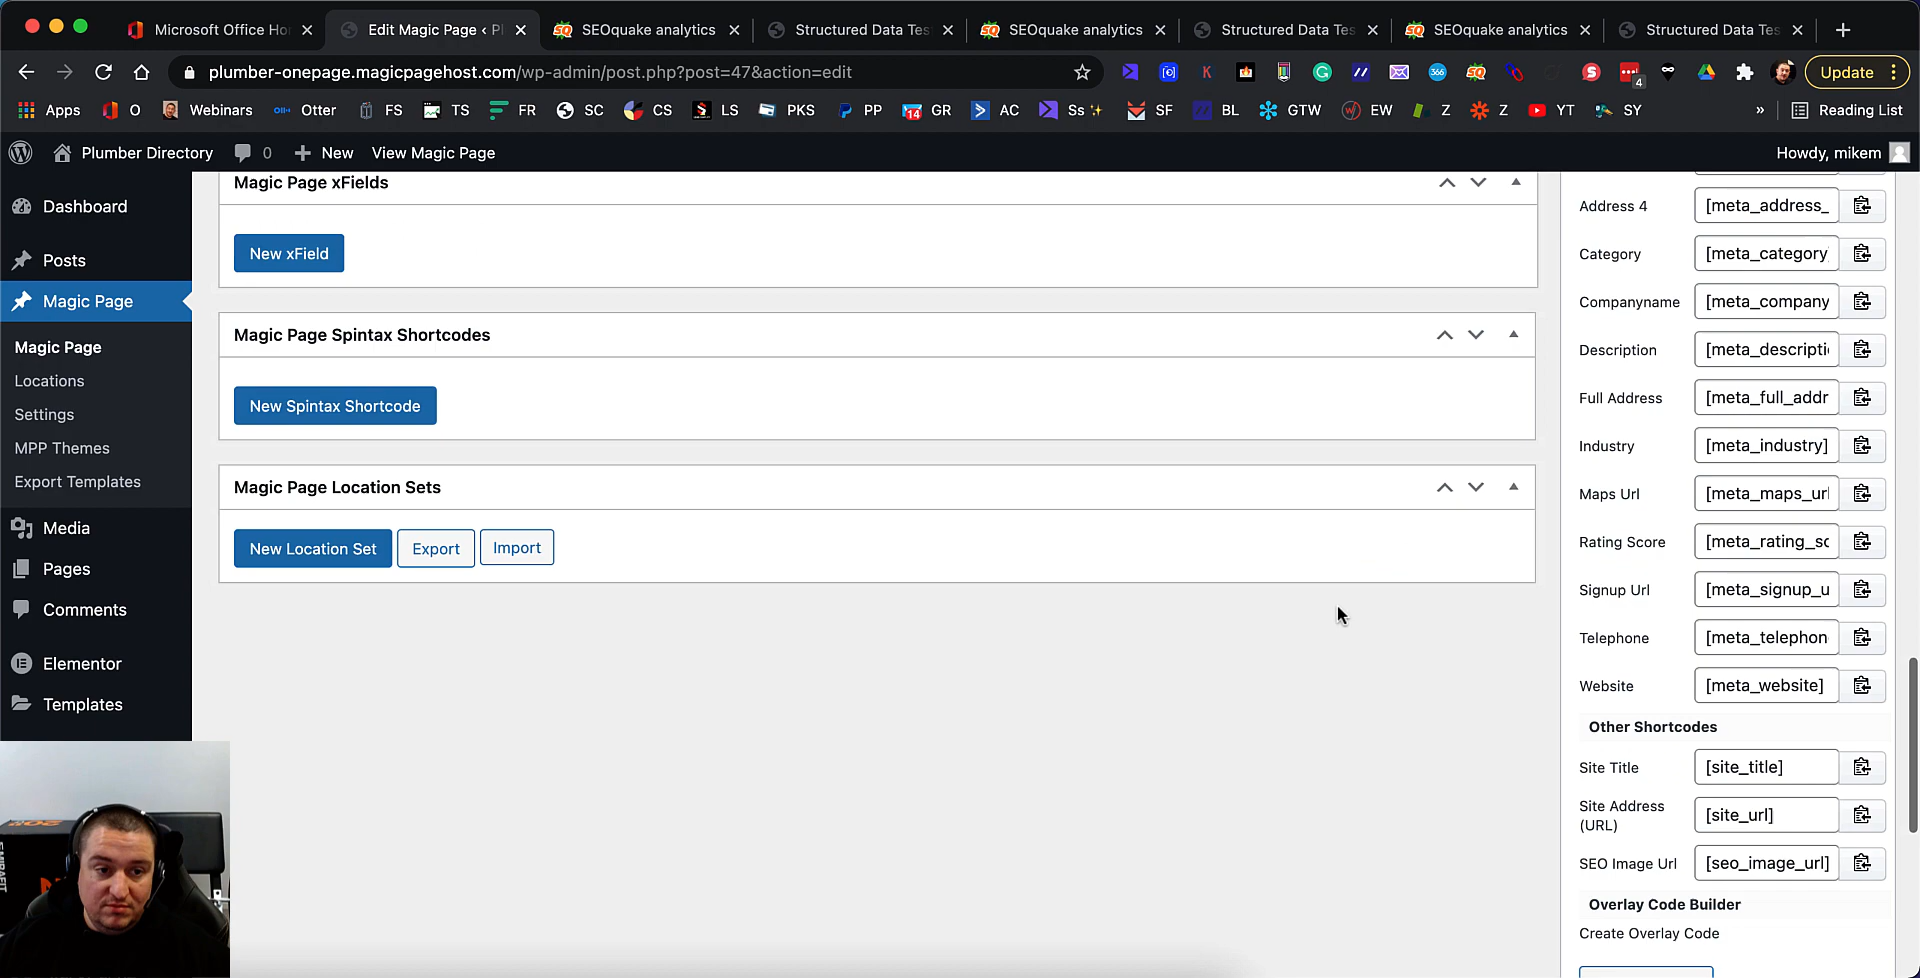 Microsoft Office Ho
Edit Magic Page ‹ Pl
SEOquake analytics
Structured Data Tes
SEOquake analytics
Structured Data Tes
SEOquake analytics
Structured Data Tes
plumber-onepage.magicpagehost.com/wp-admin/post.php?post=47&action=edit
Update
Apps O Webinars Otter FS TS FR SC CS LS PKS PP GR AC Ss SF BL GTW EW Z Z YT SY » Reading List
Plumber Directory 0 New View Magic Page Howdy, mikem
Dashboard
Posts
Magic Page
Magic Page
Locations
Settings
MPP Themes
Export Templates
Media
Pages
Comments
Elementor
Templates
Magic Page xFields
New xField
Magic Page Spintax Shortcodes
New Spintax Shortcode
Magic Page Location Sets
New Location Set Export Import
Address 4 [meta_address_
Category [meta_category
Companyname [meta_company
Description [meta_descripti
Full Address [meta_full_addr
Industry [meta_industry]
Maps Url [meta_maps_url
Rating Score [meta_rating_sc
Signup Url [meta_signup_u
Telephone [meta_telephon
Website [meta_website]
Other Shortcodes
Site Title [site_title]
Site Address
(URL) [site_url]
SEO Image Url [seo_image_url]
Overlay Code Builder
Create Overlay Code